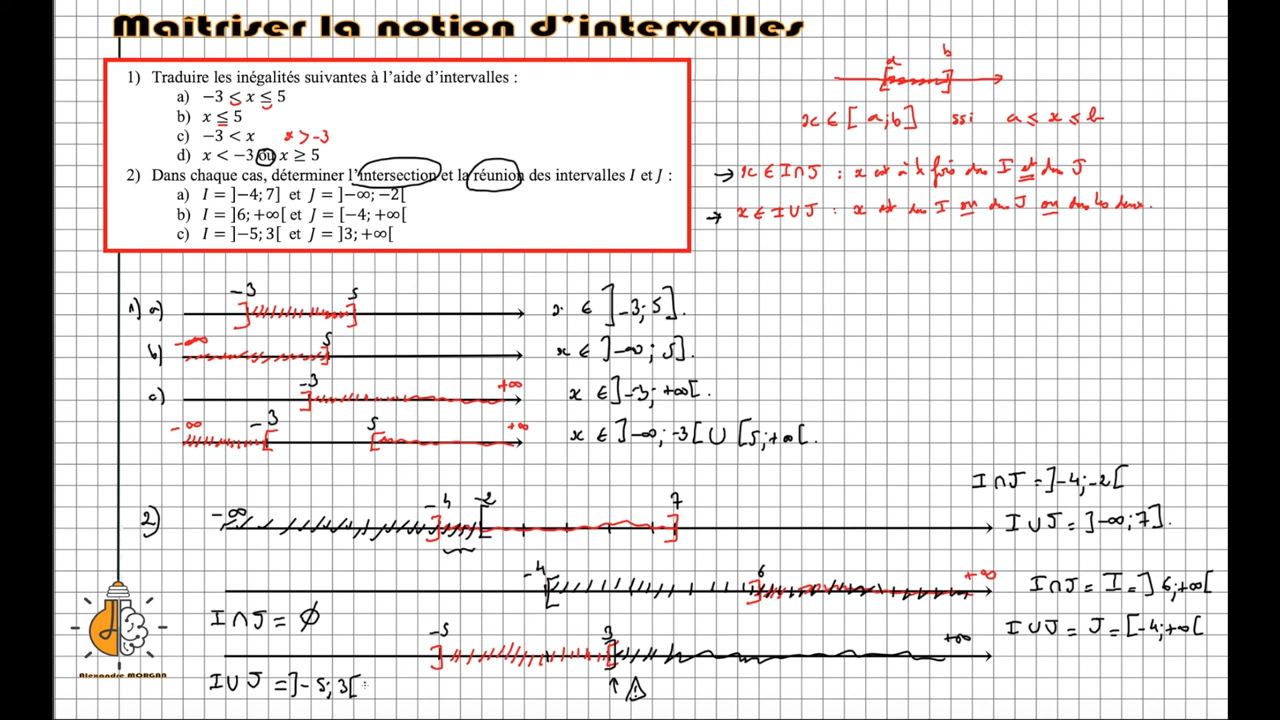 Maîtriser la notion d'intervalles
1) Traduire les inégalités suivantes à l'aide d'intervalles :
a) −3 ≤ x ≤ 5
b) x ≤ 5
c) −3 < x    x > -3
d) x < −3 ou x ≥ 5
2) Dans chaque cas, déterminer l'intersection et la réunion des intervalles I et J :
a) I = ]−4; 7] et J = ]−∞; −2[
b) I = ]6; +∞[ et J = [−4; +∞[
c) I = ]−5; 3[ et J = ]3; +∞[
a b
x ∈ [a;b] ssi a ≤ x ≤ b
→ x ∈ I∩J : x est à la fois dans I et dans J
→ x ∈ I∪J : x est dans I ou dans J ou dans les deux.
1) a) -3 5 x ∈ ]-3; 5].
b) -∞ 5 x ∈ ]-∞; 5].
c) -3 +∞ x ∈ ]-3; +∞[.
-∞ -3 5 +∞ x ∈ ]-∞; -3[ ∪ [5; +∞[.
I∩J = ]-4; -2[
2) -∞ -4 -2 7 I∪J = ]-∞; 7].
-4 6 +∞ I∩J = I = ]6; +∞[
I∪J = J = [-4; +∞[
I∩J = ∅
-5 3 +∞
I∪J = ]-5; 3[
Alexandre MORGAN